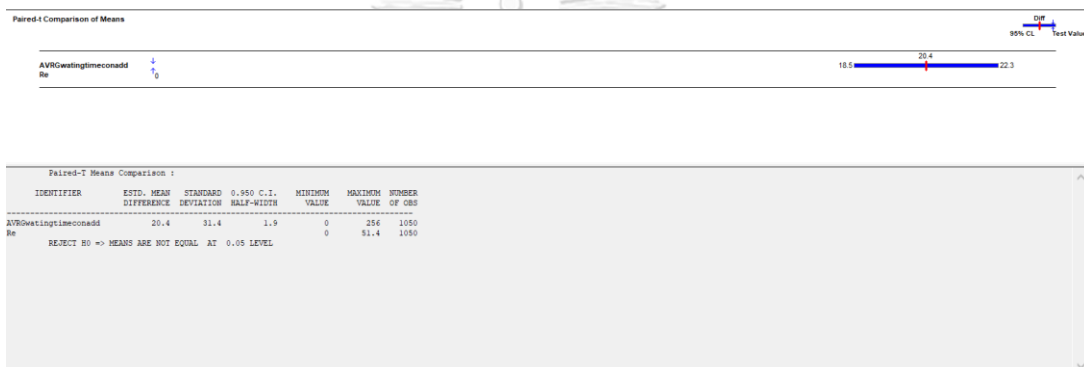 Paired-t Comparison of Means
Diff
95% CL Test Value
AVRGwatingtimeconadd
Re
0
18.5 20.4 22.3
Paired-T Means Comparison :
IDENTIFIER ESTD. MEAN STANDARD 0.950 C.I. MINIMUM MAXIMUM NUMBER
DIFFERENCE DEVIATION HALF-WIDTH VALUE VALUE OF OBS
AVRGwatingtimeconadd 20.4 31.4 1.9 0 256 1050
Re 0 51.4 1050
REJECT H0 => MEANS ARE NOT EQUAL AT 0.05 LEVEL